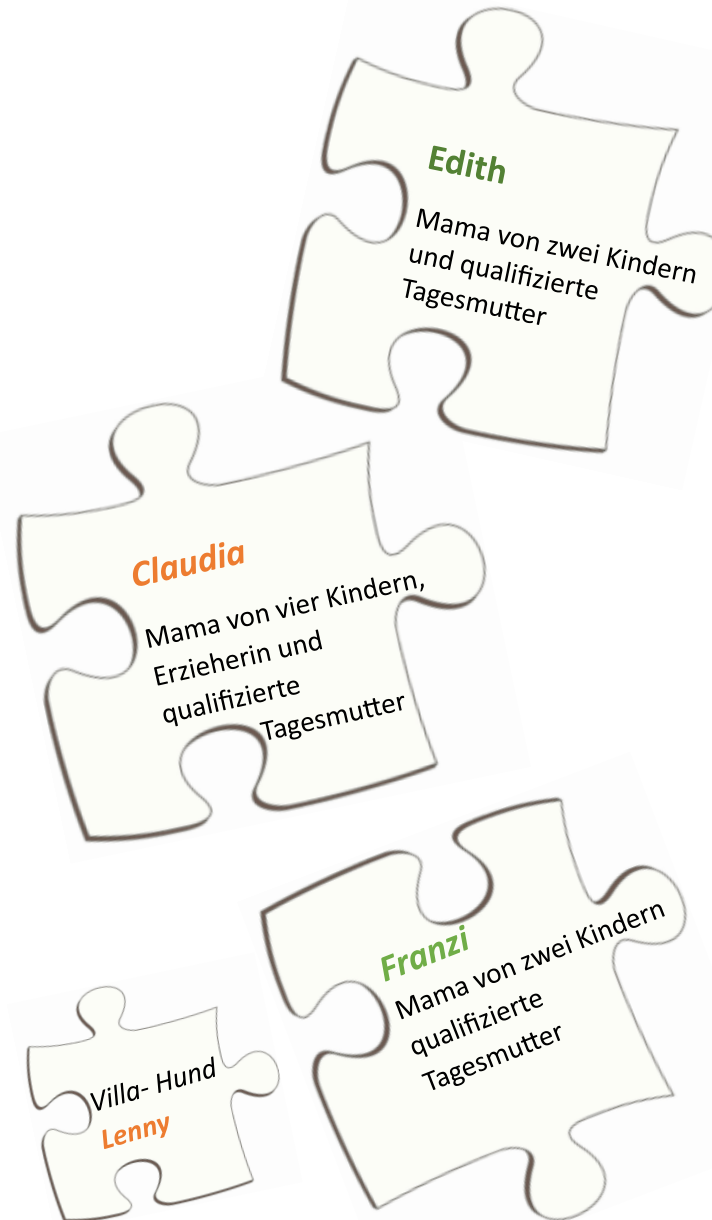 Edith
Mama von zwei Kindern
und qualifizierte
Tagesmutter
Claudia
Mama von vier Kindern,
Erzieherin und
qualifizierte
Tagesmutter
Franzi
Mama von zwei Kindern
qualifizierte
Tagesmutter
Villa- Hund
Lenny